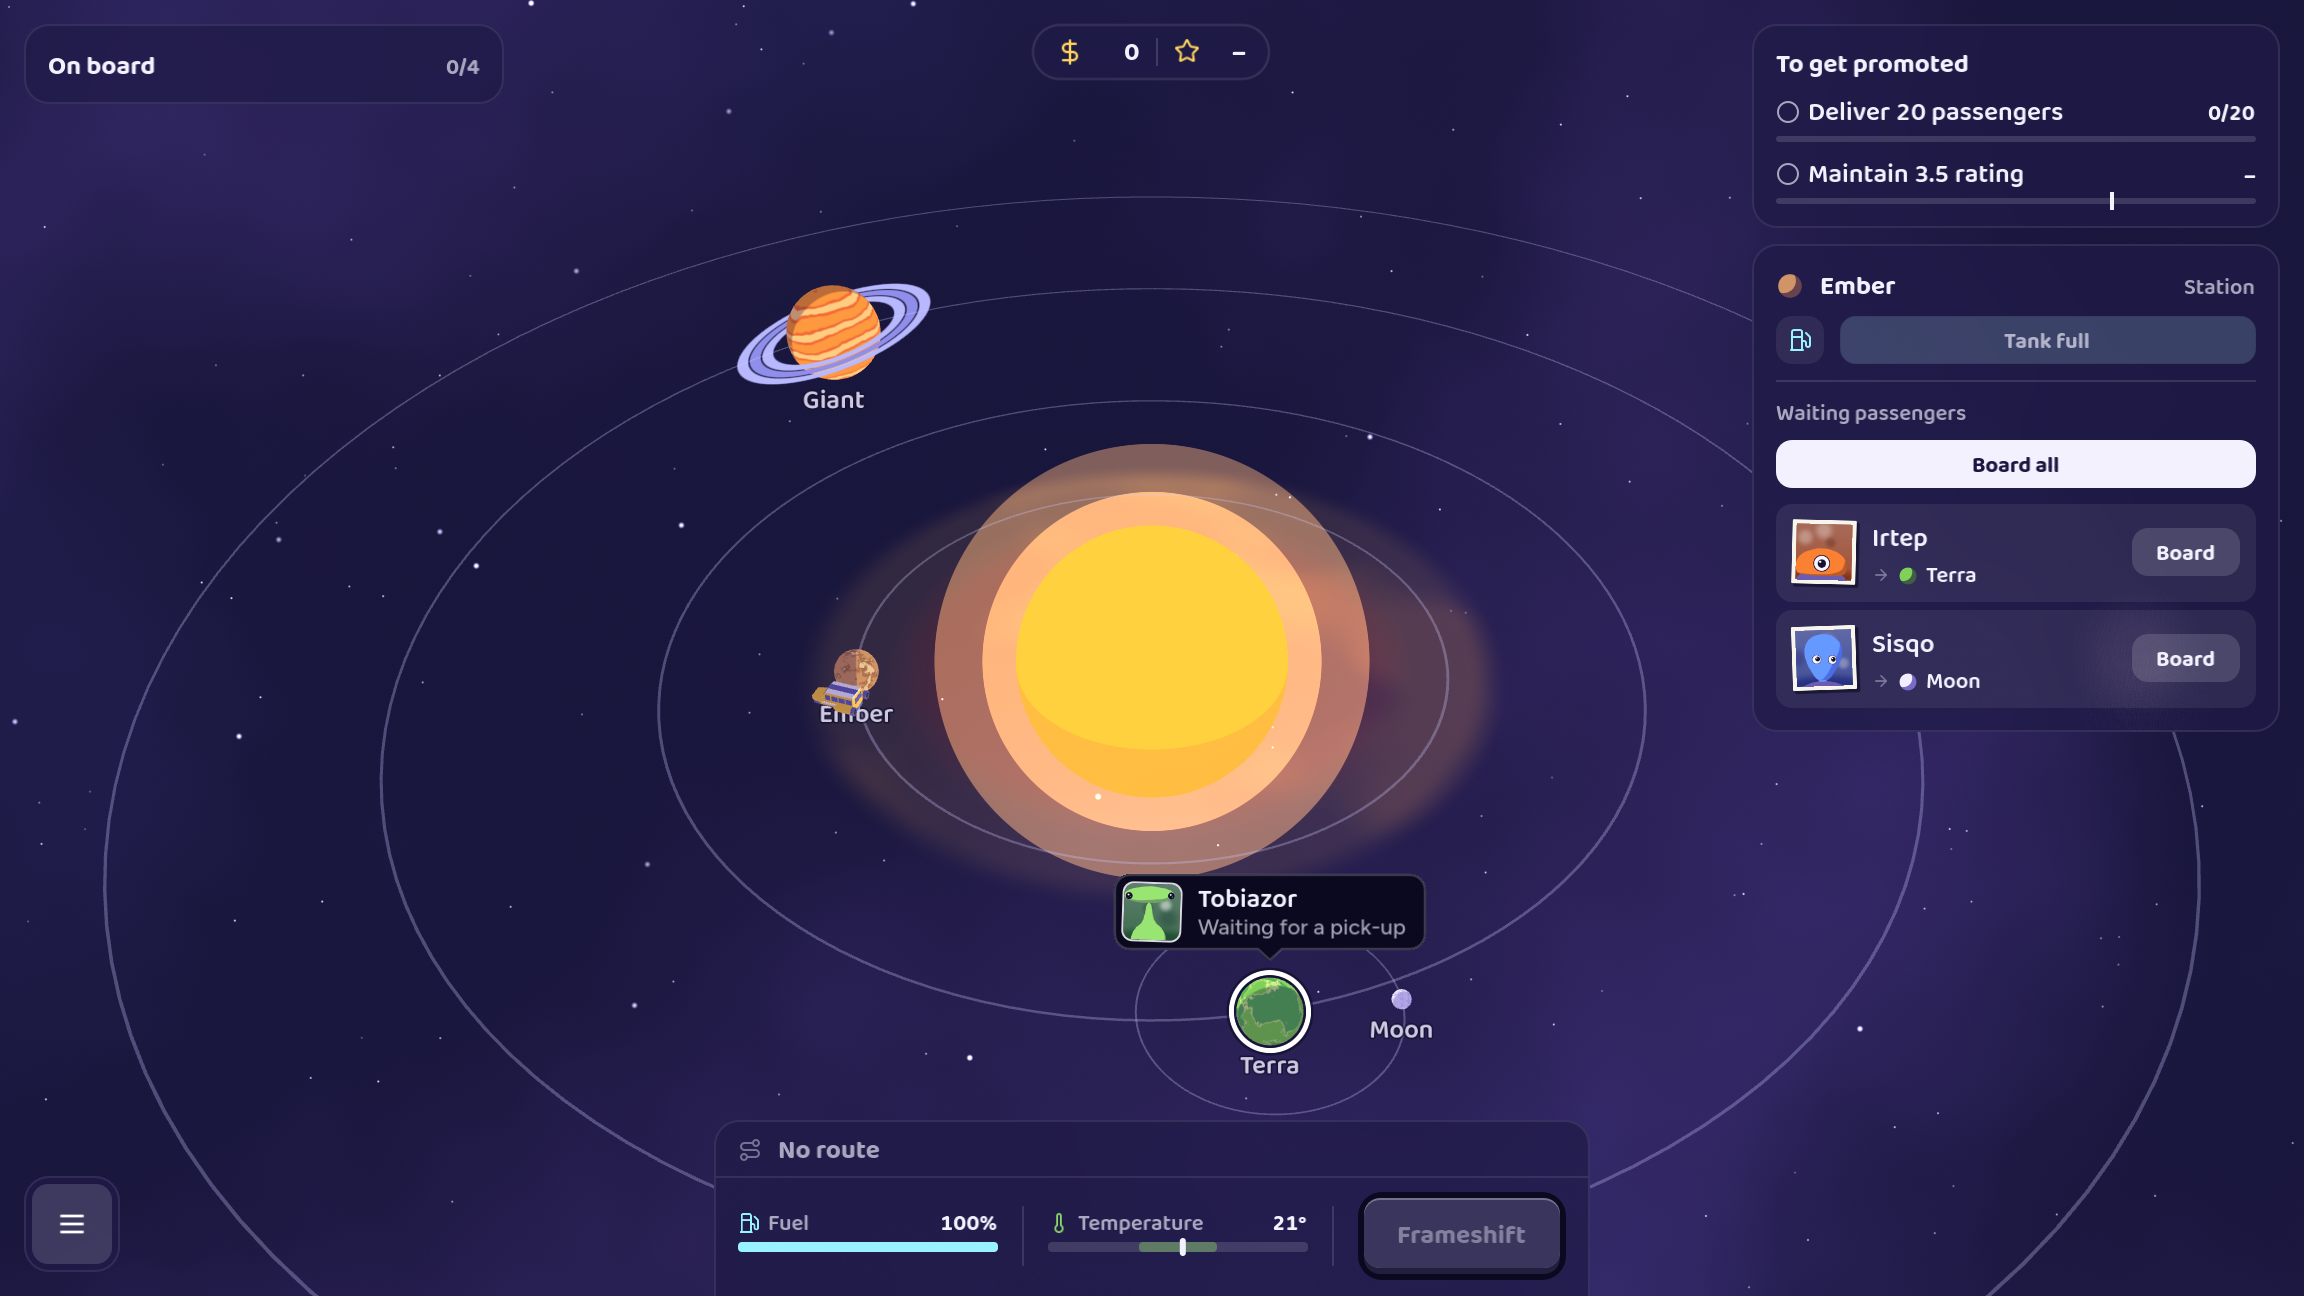 On board
0/4
0
–
To get promoted
Deliver 20 passengers
0/20
Maintain 3.5 rating
–
Ember
Station
Tank full
Waiting passengers
Board all
Irtep
→ Terra
Board
Sisqo
→ Moon
Board
Giant
Ember
Tobiazor
Waiting for a pick-up
Moon
Terra
No route
Fuel
100%
Temperature
21°
Frameshift